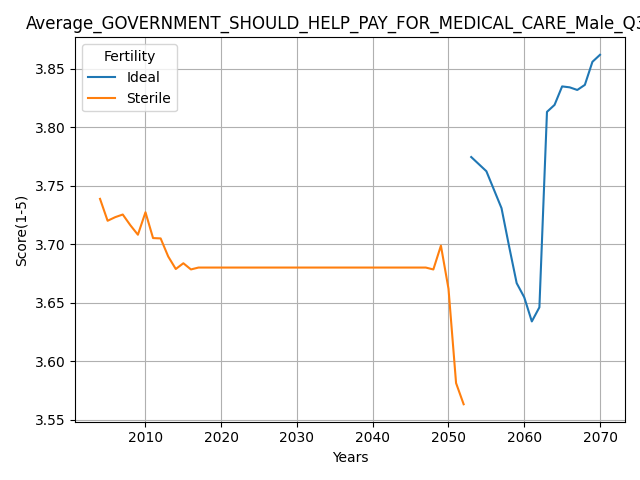 Average_GOVERNMENT_SHOULD_HELP_PAY_FOR_MEDICAL_CARE_Male_Q3
Fertility
Ideal
Sterile
3.85
3.80
3.75
3.70
3.65
3.60
3.55
Score(1-5)
2010 2020 2030 2040 2050 2060 2070
Years